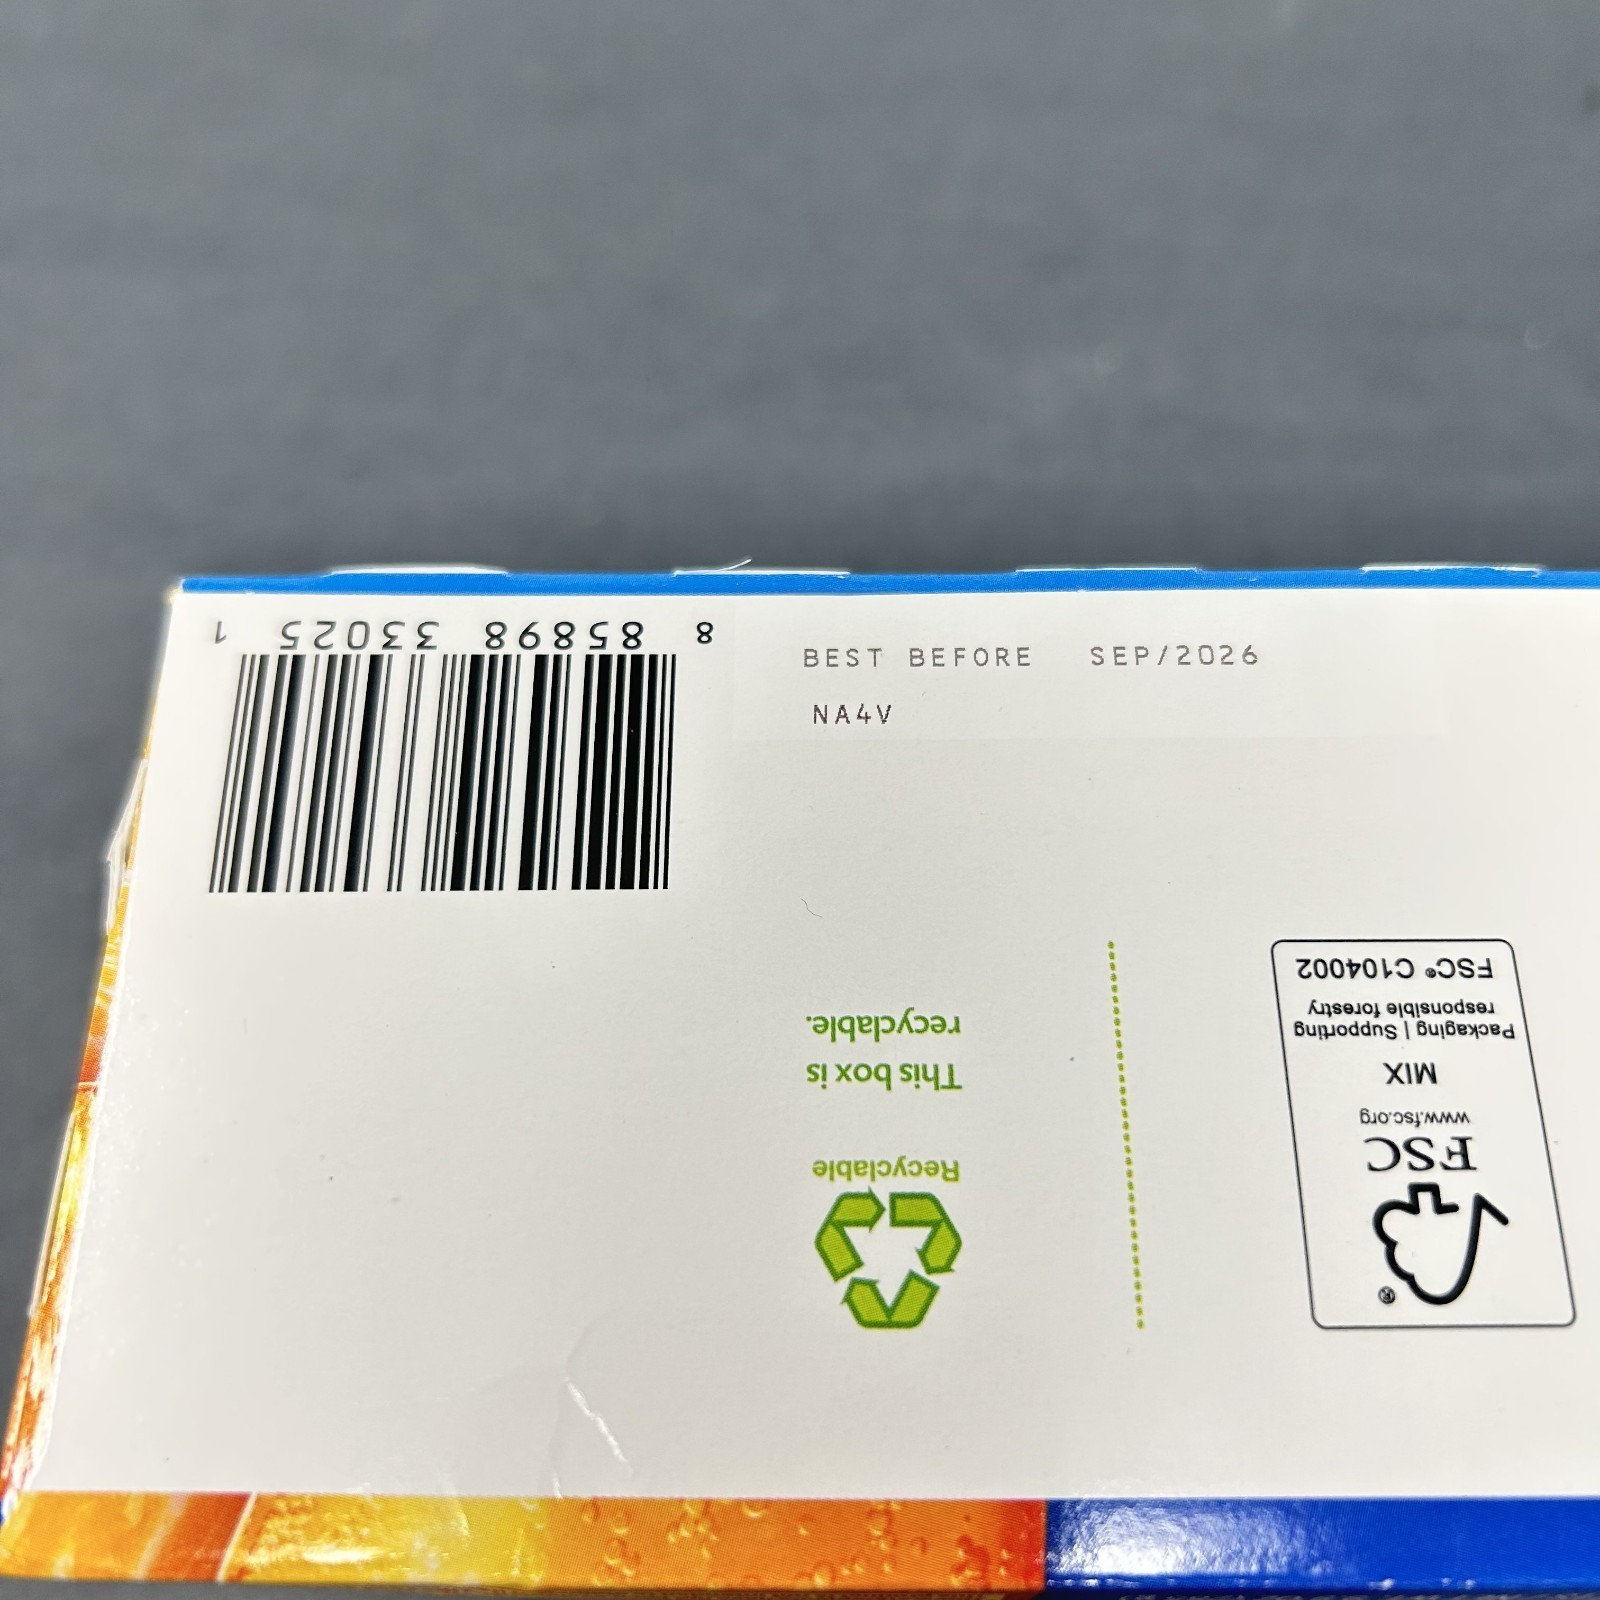 8 85898 33025 1
BEST BEFORE SEP/2026
NA4V
Recyclable
This box is
recyclable.
®
FSC
www.fsc.org
MIX
Packaging | Supporting
responsible forestry
FSC® C104002